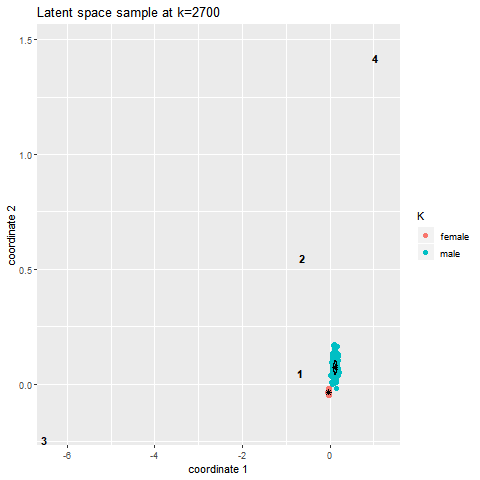 Latent space sample at k=2700
1.5
1.0
0.5
0.0
coordinate 2
4
2
1
3
-6
-4
-2
0
coordinate 1
K
female
male